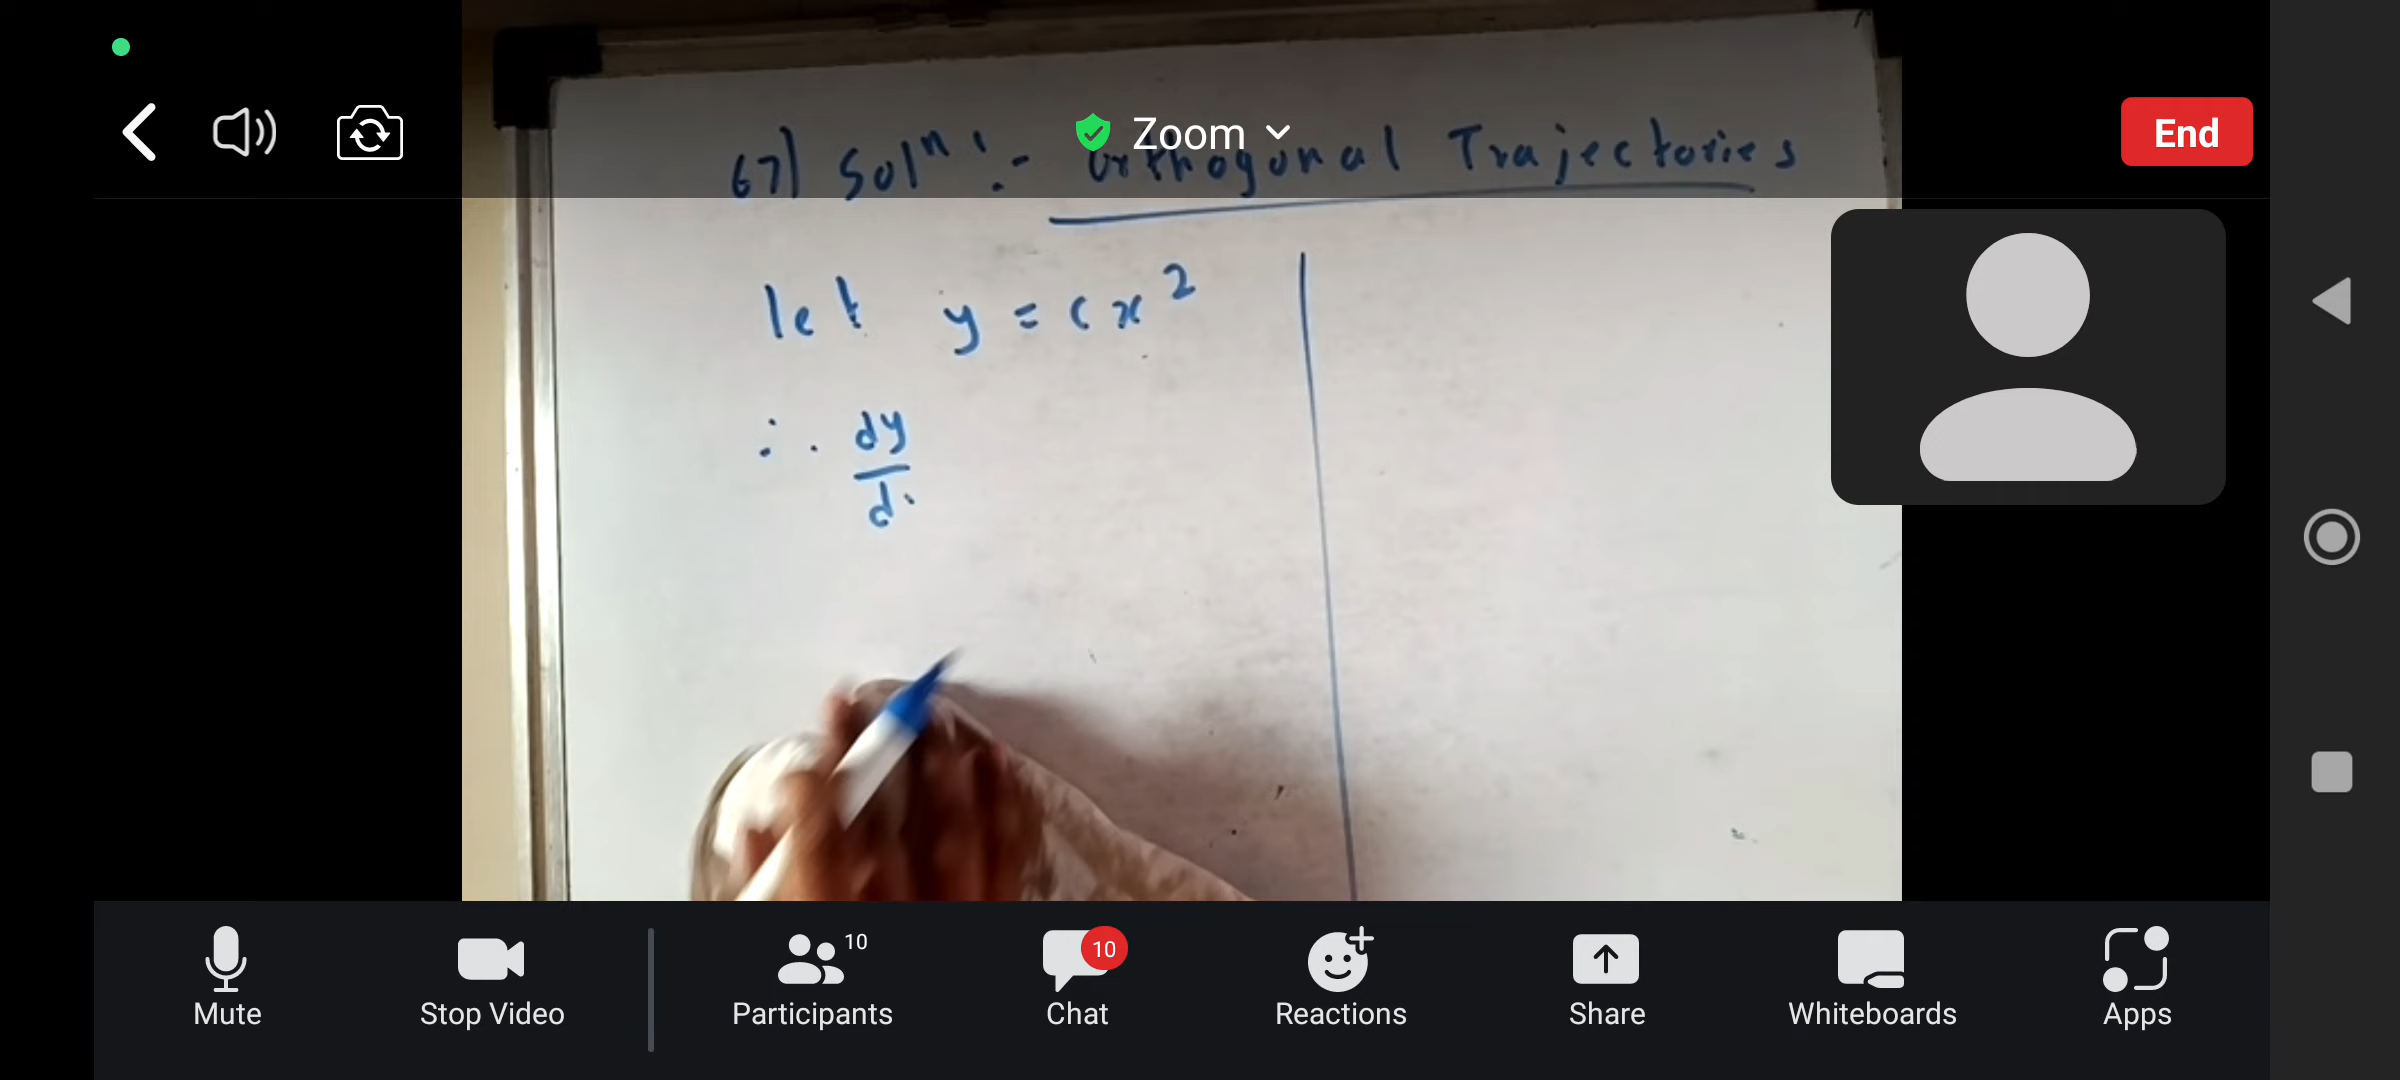 Zoom
End
67) Solⁿ :- Orthogonal Trajectories
let y = cx²
∴ dy
d
10
10
Mute Stop Video Participants Chat Reactions Share Whiteboards Apps